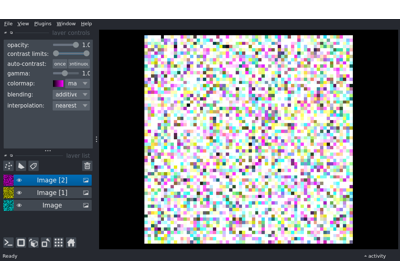 File View Plugins Window Help
layer controls
opacity: 1.0
contrast limits:
auto-contrast: once
gamma: 1.0
colormap: ma
blending: additive
interpolation: nearest
layer list
Image [2]
Image [1]
Image
Ready
activity